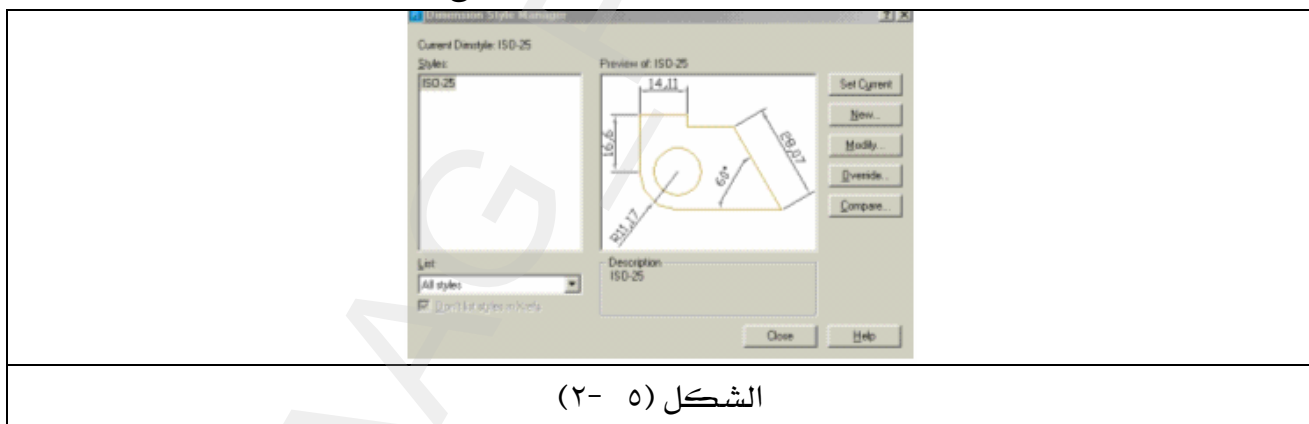 Dimension Style Manager
Current Dimstyle: ISO-25
Styles:
ISO-25
Preview of: ISO-25
14,11
16,6
28,07
60°
R11,17
Set Current
New...
Modify...
Override...
Compare...
List:
All styles
Don't list styles in Xrefs
Description
ISO-25
Close
Help
الشكل (٥ -٢)